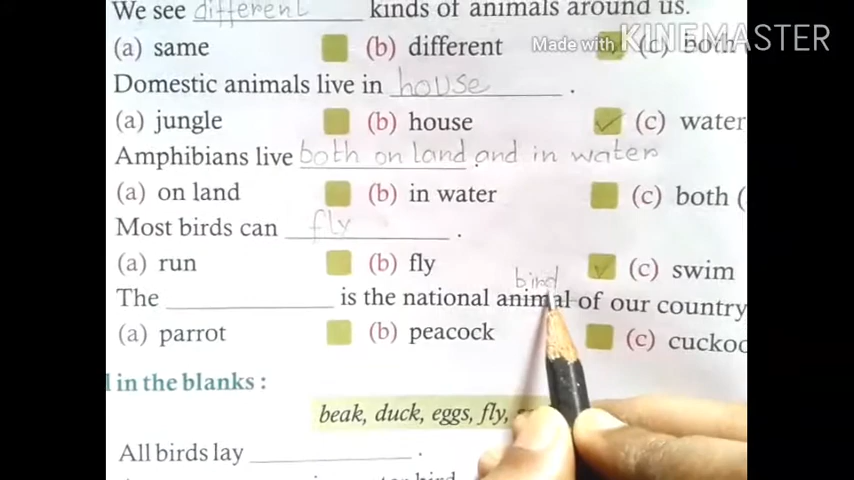 We see different kinds of animals around us.
(a) same (b) different (c) both
Made with KINEMASTER
Domestic animals live in house .
(a) jungle (b) house (c) water
Amphibians live both on land and in water .
(a) on land (b) in water (c) both (
Most birds can fly .
(a) run (b) fly (c) swim
bird
The is the national animal of our country
(a) parrot (b) peacock (c) cuckoo
l in the blanks :
beak, duck, eggs, fly,
All birds lay .
bird